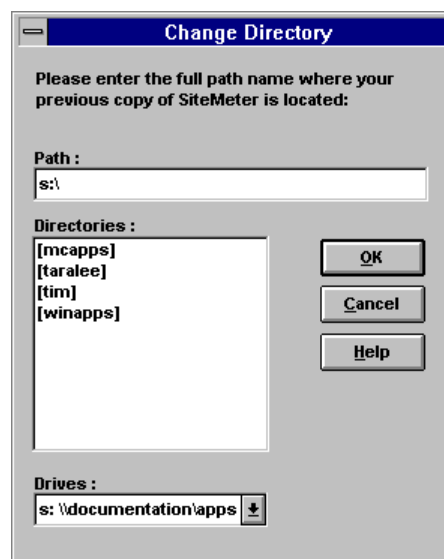 Change Directory
Please enter the full path name where your
previous copy of SiteMeter is located:
Path :
s:\
Directories :
[mcapps]
[taralee]
[tim]
[winapps]
OK
Cancel
Help
Drives :
s: \\documentation\apps